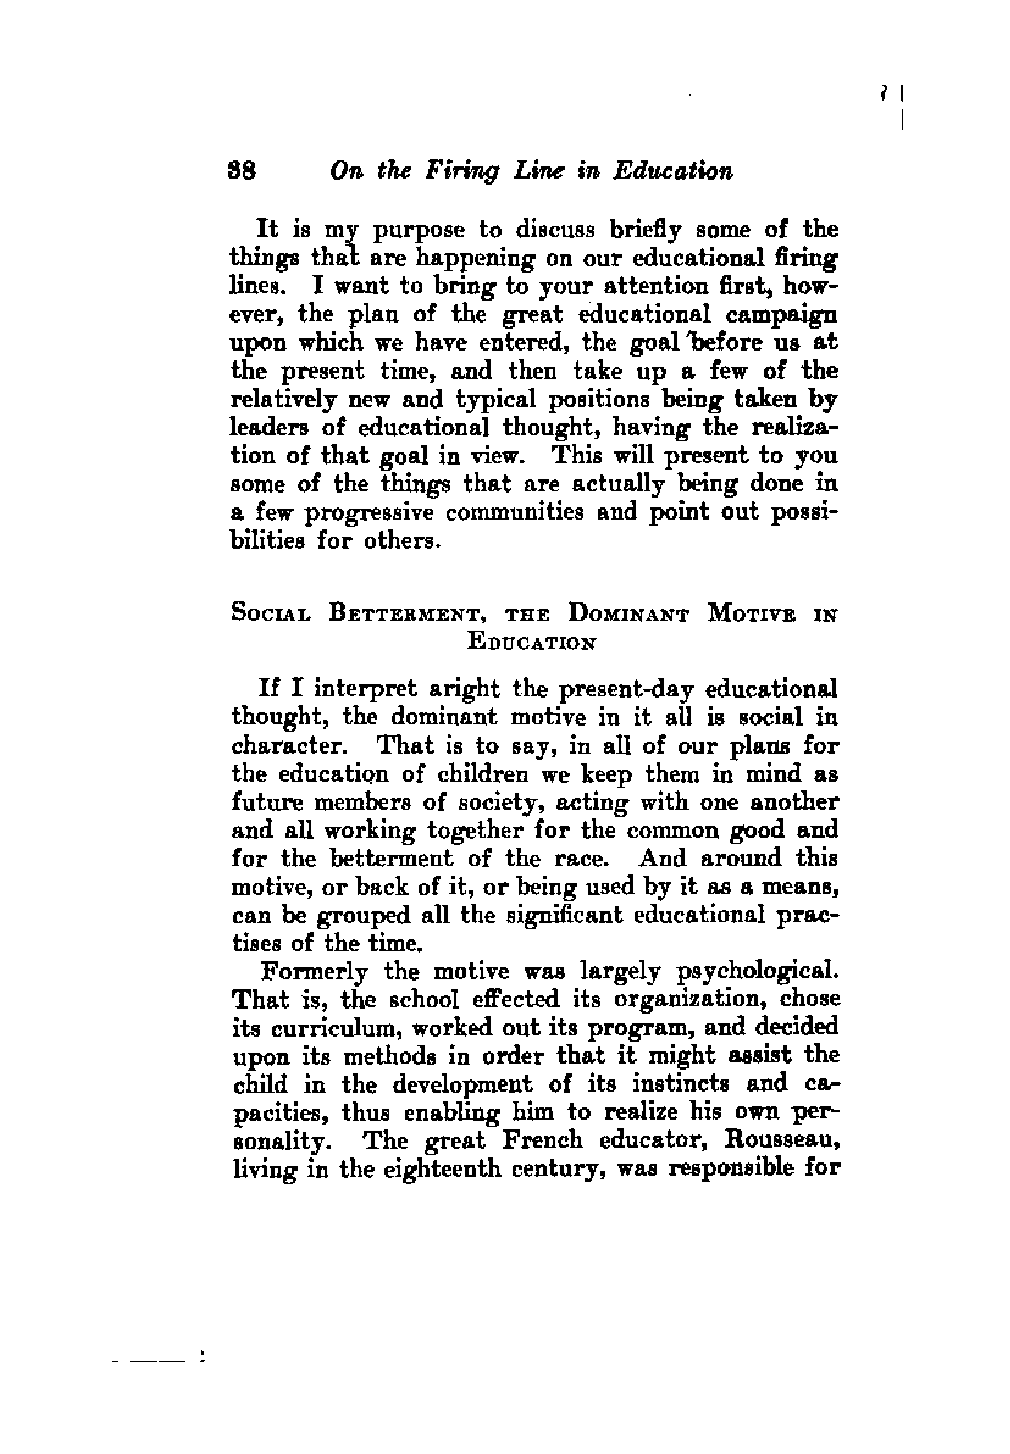 38 On the Firing Line in Education
It is my purpose to discuss briefly some of the
things that are happening on our educational firing
lines. I want to bring to your attention first, how-
ever, the plan of the great educational campaign
upon which we have entered, the goal before us at
the present time, and then take up a few of the
relatively new and typical positions being taken by
leaders of educational thought, having the realiza-
tion of that goal in view. This will present to you
some of the things that are actually being done in
a few progressive communities and point out possi-
bilities for others.
Social Betterment, the Dominant Motive in
Education
If I interpret aright the present-day educational
thought, the dominant motive in it all is social in
character. That is to say, in all of our plans for
the education of children we keep them in mind as
future members of society, acting with one another
and all working together for the common good and
for the betterment of the race. And around this
motive, or back of it, or being used by it as a means,
can be grouped all the significant educational prac-
tises of the time.
Formerly the motive was largely psychological.
That is, the school effected its organization, chose
its curriculum, worked out its program, and decided
upon its methods in order that it might assist the
child in the development of its instincts and ca-
pacities, thus enabling him to realize his own per-
sonality. The great French educator, Rousseau,
living in the eighteenth century, was responsible for